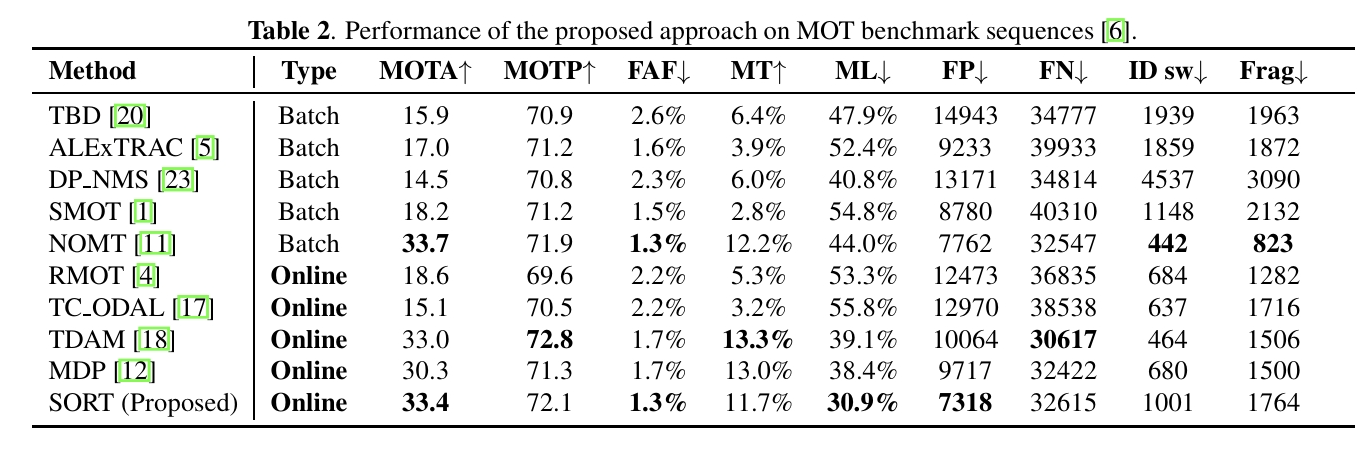 Table 2. Performance of the proposed approach on MOT benchmark sequences [6].
Method Type MOTA↑ MOTP↑ FAF↓ MT↑ ML↓ FP↓ FN↓ ID sw↓ Frag↓
TBD [20] Batch 15.9 70.9 2.6% 6.4% 47.9% 14943 34777 1939 1963
ALExTRAC [5] Batch 17.0 71.2 1.6% 3.9% 52.4% 9233 39933 1859 1872
DP_NMS [23] Batch 14.5 70.8 2.3% 6.0% 40.8% 13171 34814 4537 3090
SMOT [1] Batch 18.2 71.2 1.5% 2.8% 54.8% 8780 40310 1148 2132
NOMT [11] Batch 33.7 71.9 1.3% 12.2% 44.0% 7762 32547 442 823
RMOT [4] Online 18.6 69.6 2.2% 5.3% 53.3% 12473 36835 684 1282
TC_ODAL [17] Online 15.1 70.5 2.2% 3.2% 55.8% 12970 38538 637 1716
TDAM [18] Online 33.0 72.8 1.7% 13.3% 39.1% 10064 30617 464 1506
MDP [12] Online 30.3 71.3 1.7% 13.0% 38.4% 9717 32422 680 1500
SORT (Proposed) Online 33.4 72.1 1.3% 11.7% 30.9% 7318 32615 1001 1764